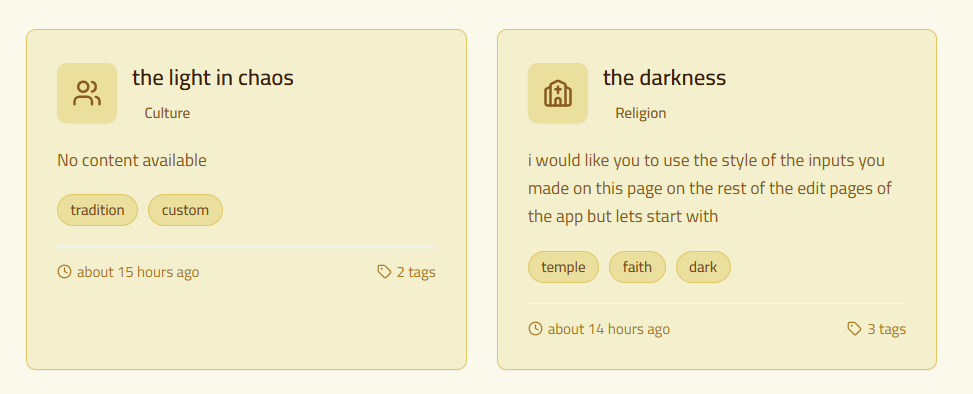 the light in chaos
Culture
No content available
tradition custom
about 15 hours ago 2 tags
the darkness
Religion
i would like you to use the style of the inputs you
made on this page on the rest of the edit pages of
the app but lets start with
temple faith dark
about 14 hours ago 3 tags